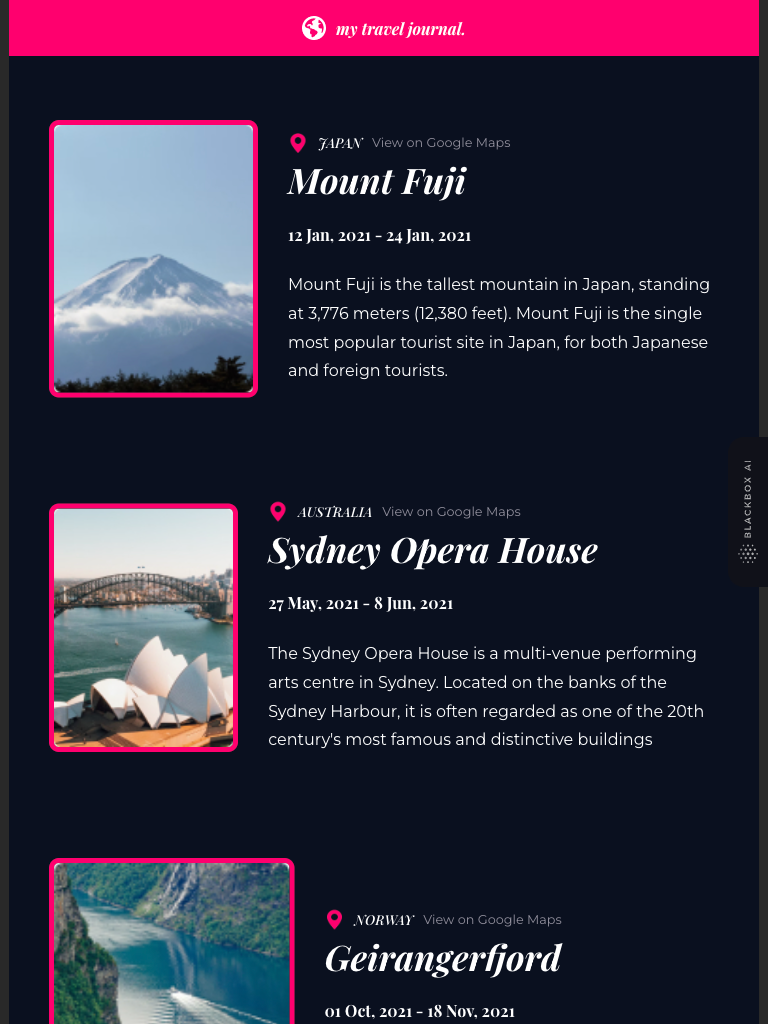 my travel journal.
JAPAN View on Google Maps
Mount Fuji
12 Jan, 2021 - 24 Jan, 2021
Mount Fuji is the tallest mountain in Japan, standing
at 3,776 meters (12,380 feet). Mount Fuji is the single
most popular tourist site in Japan, for both Japanese
and foreign tourists.
BLACKBOX AI
AUSTRALIA View on Google Maps
Sydney Opera House
27 May, 2021 - 8 Jun, 2021
The Sydney Opera House is a multi-venue performing
arts centre in Sydney. Located on the banks of the
Sydney Harbour, it is often regarded as one of the 20th
century's most famous and distinctive buildings
NORWAY View on Google Maps
Geirangerfjord
01 Oct, 2021 - 18 Nov, 2021